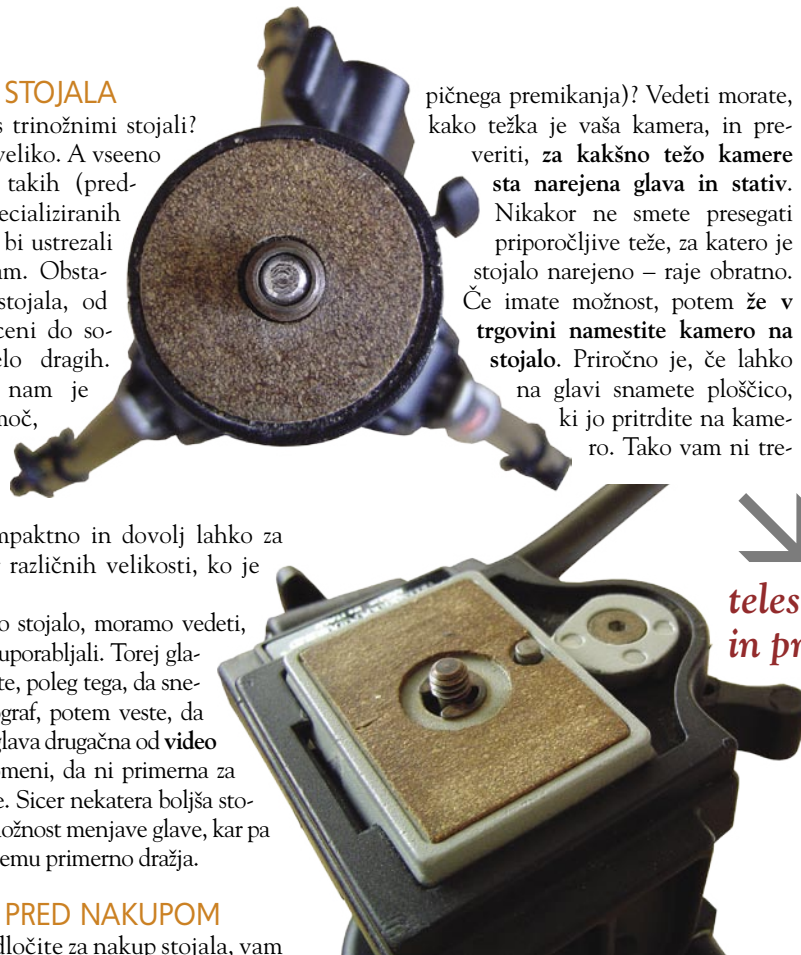 STOJALA
s trinožnimi stojali?
veliko. A vseeno
takih (pred-
ecializiranih
bi ustrezali
am. Obsta-
stojala, od
ceni do so-
elo dragih.
nam je
moč,
mpaktno in dovolj lahko za
različnih velikosti, ko je
o stojalo, moramo vedeti,
uporabljali. Torej gla-
te, poleg tega, da sne-
ograf, potem veste, da
glava drugačna od video
omeni, da ni primerna za
e. Sicer nekatera boljša sto-
ožnost menjave glave, kar pa
emu primerno dražja.
PRED NAKUPOM
dločite za nakup stojala, vam
pičnega premikanja)? Vedeti morate,
kako težka je vaša kamera, in pre-
veriti, za kakšno težo kamere
sta narejena glava in stativ.
Nikakor ne smete presegati
priporočljive teže, za katero je
stojalo narejeno – raje obratno.
Če imate možnost, potem že v
trgovini namestite kamero na
stojalo. Priročno je, če lahko
na glavi snamete ploščico,
ki jo pritrdite na kame-
ro. Tako vam ni tre-
teles
in pr